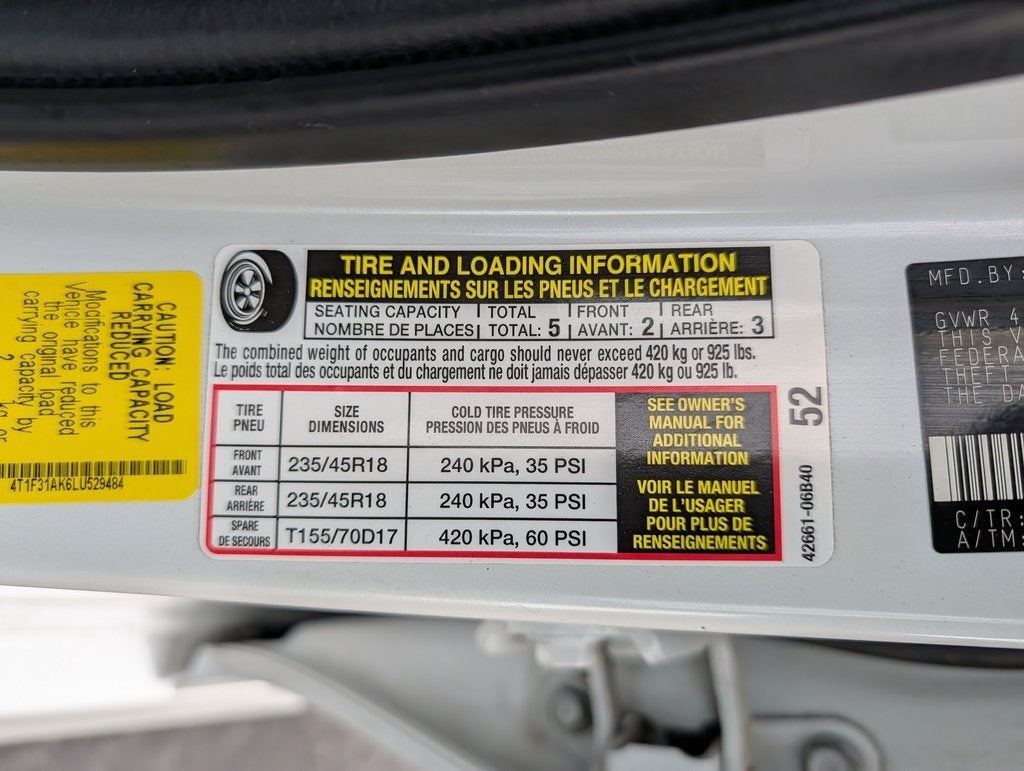 CAUTION: LOAD
CARRYING CAPACITY
REDUCED
Modifications to this
Vehicle have reduced
the original load
carrying capacity by
4T1F31AK6LU529484
TIRE AND LOADING INFORMATION
RENSEIGNEMENTS SUR LES PNEUS ET LE CHARGEMENT
SEATING CAPACITY TOTAL FRONT REAR
NOMBRE DE PLACES TOTAL: 5 AVANT: 2 ARRIÈRE: 3
The combined weight of occupants and cargo should never exceed 420 kg or 925 lbs.
Le poids total des occupants et du chargement ne doit jamais dépasser 420 kg ou 925 lb.
TIRE SIZE COLD TIRE PRESSURE
PNEU DIMENSIONS PRESSION DES PNEUS À FROID
FRONT
AVANT 235/45R18 240 kPa, 35 PSI
REAR
ARRIÈRE 235/45R18 240 kPa, 35 PSI
SPARE
DE SECOURS T155/70D17 420 kPa, 60 PSI
SEE OWNER'S
MANUAL FOR
ADDITIONAL
INFORMATION
VOIR LE MANUEL
DE L'USAGER
POUR PLUS DE
RENSEIGNEMENTS
52
42661-06B40
MFD.BY:
GVWR 4
THIS V
FEDERA
THEFT
THE DA
C/TR:
A/TM: